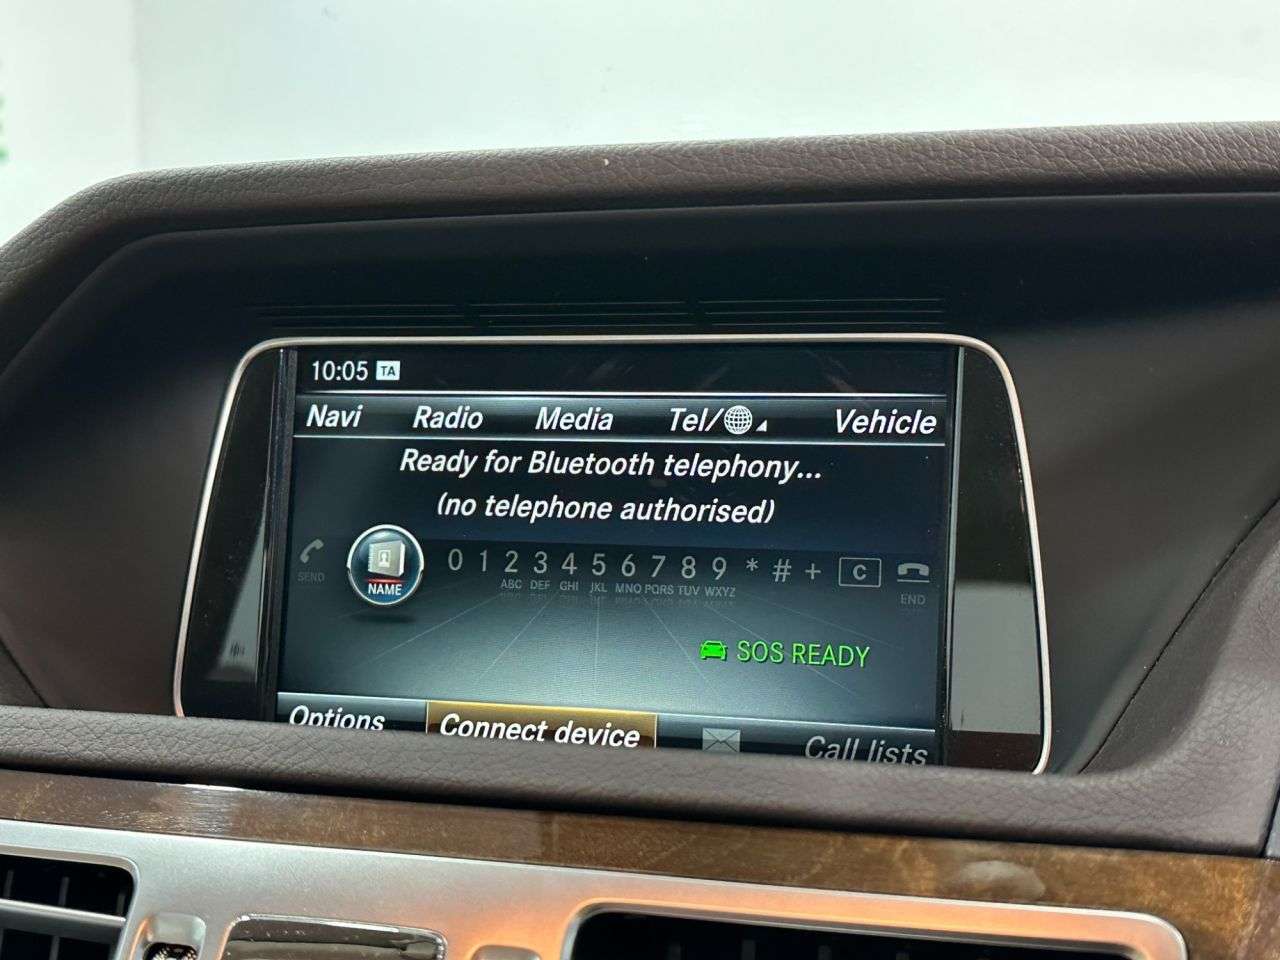 10:05 TA
Navi Radio Media Tel/ Vehicle
Ready for Bluetooth telephony...
(no telephone authorised)
SEND NAME 0 1 2 3 4 5 6 7 8 9 * # + C END
ABC DEF GHI JKL MNO PQRS TUV WXYZ
SOS READY
Options Connect device Call lists